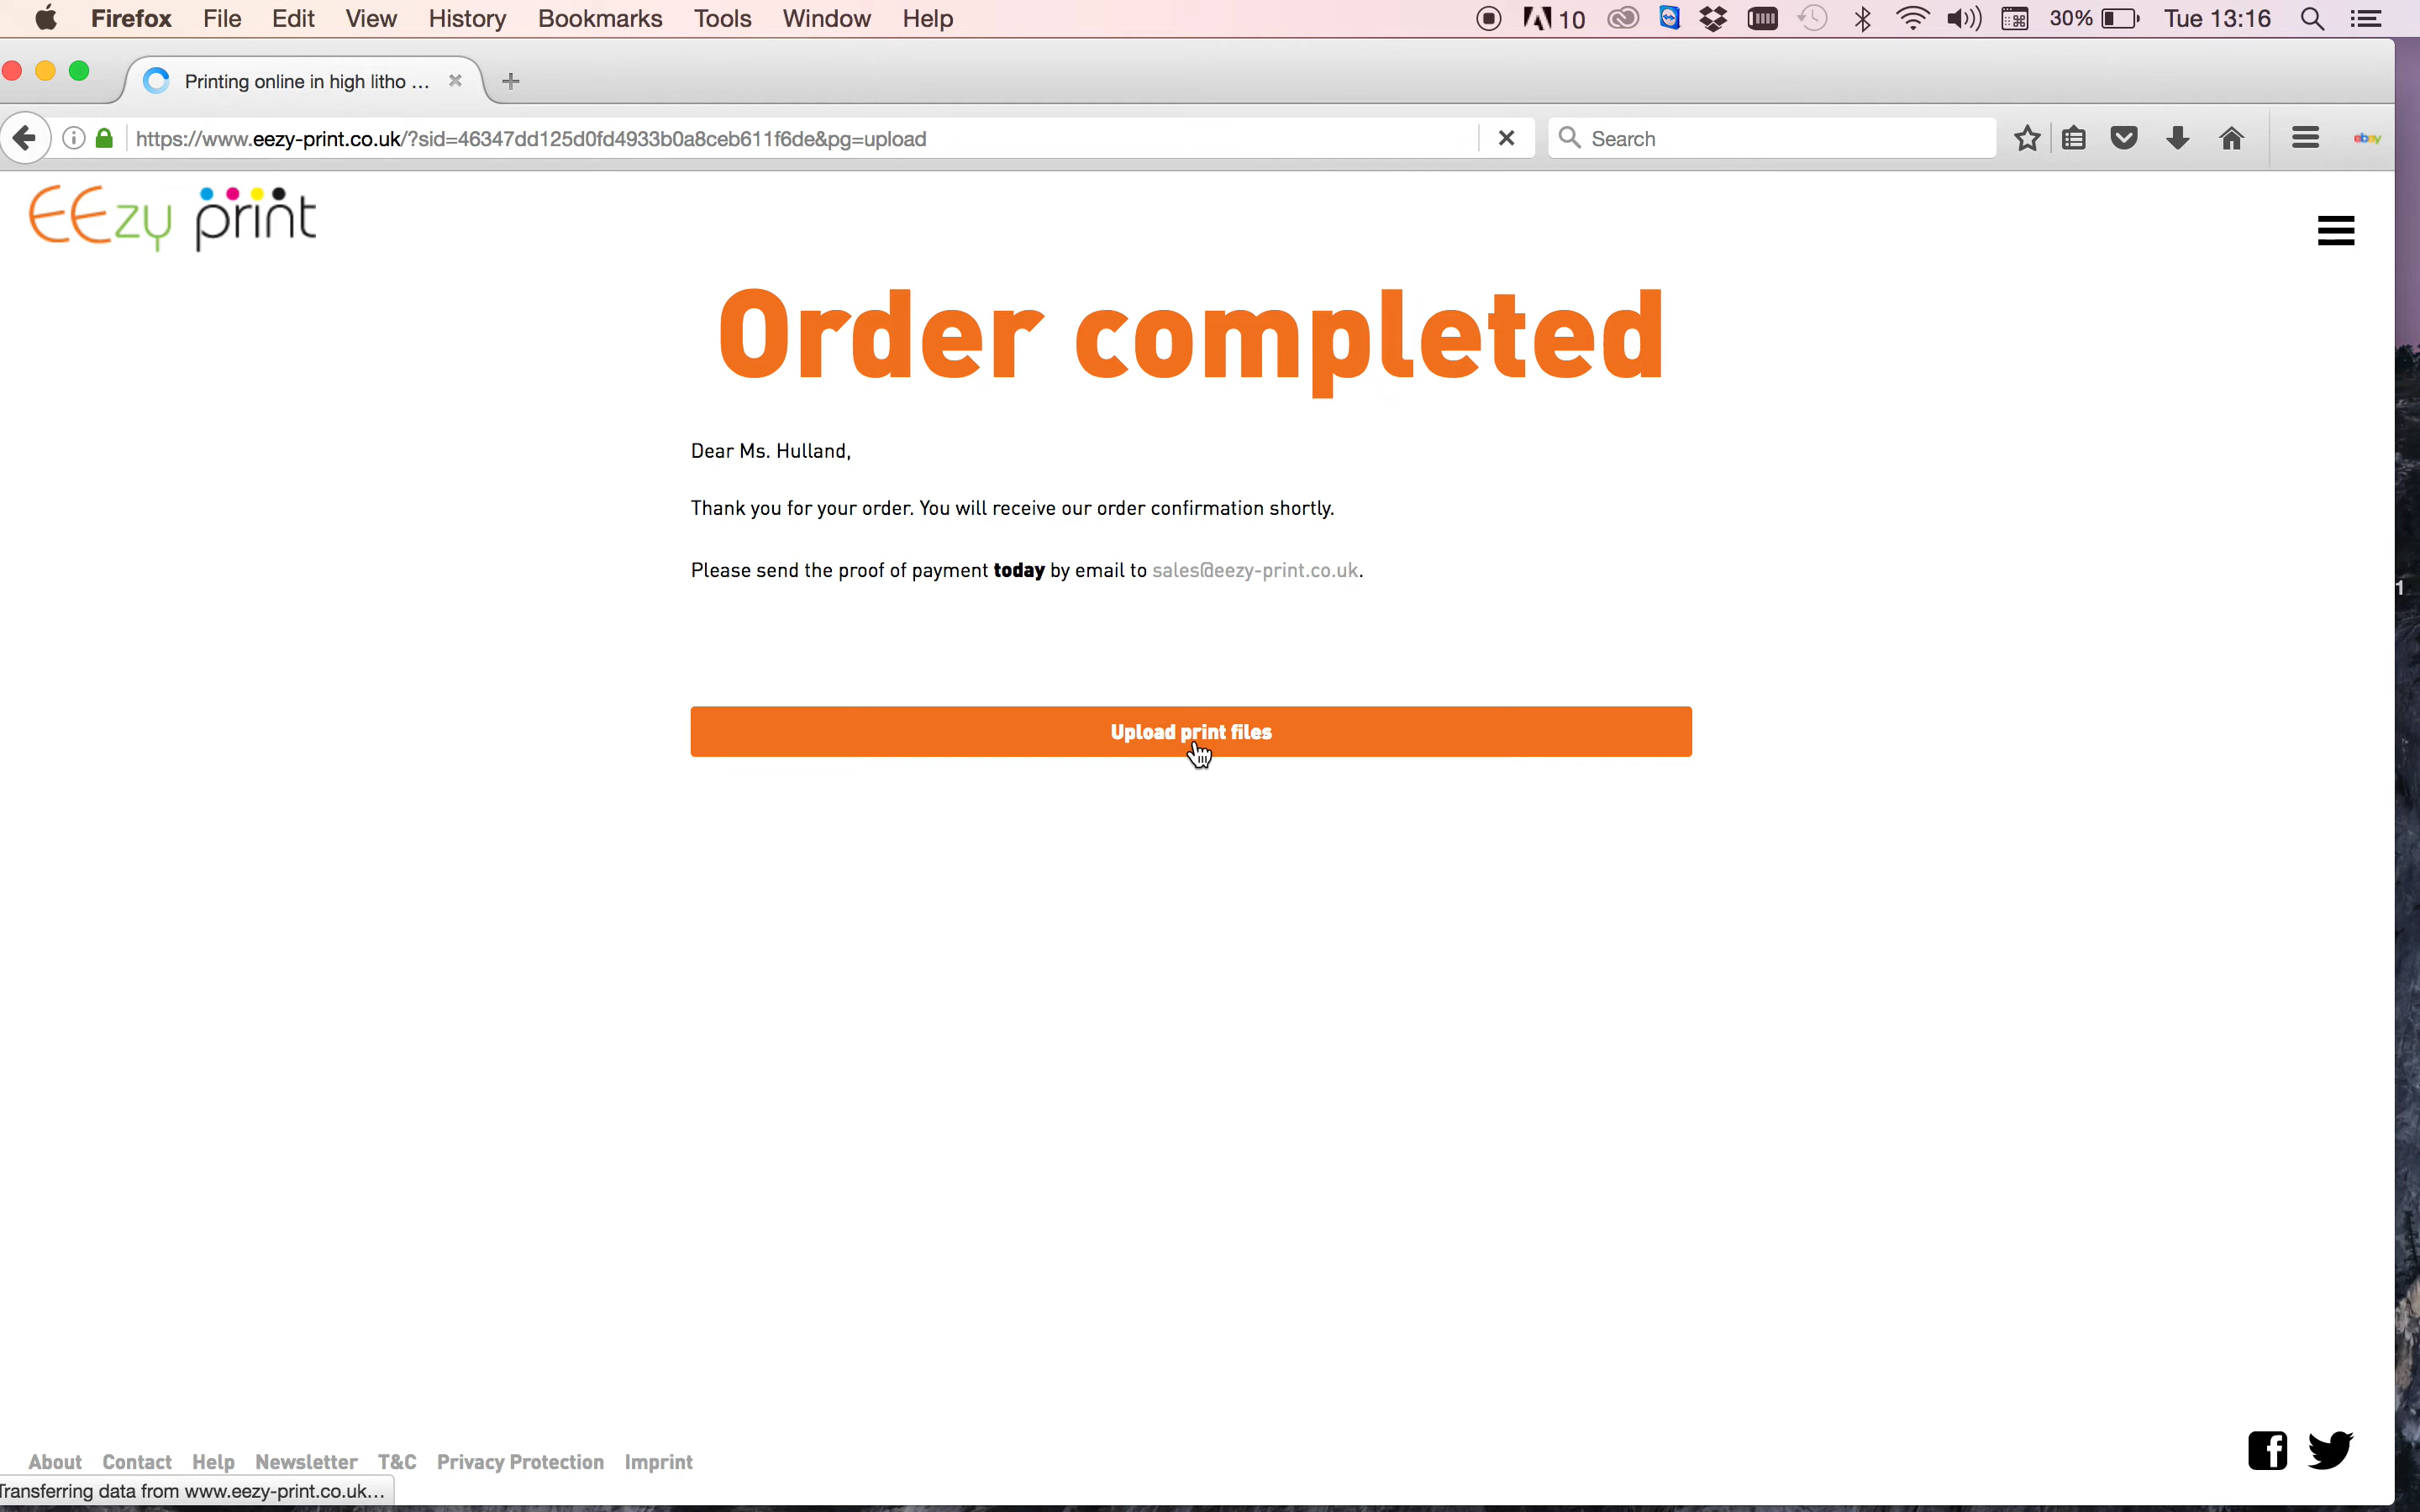 Firefox File Edit View History Bookmarks Tools Window Help 10 30% Tue 13:16
Printing online in high litho ...
https://www.eezy-print.co.uk/?sid=46347dd125d0fd4933b0a8ceb611f6de&pg=upload Search ebay
EEzy print
Order completed
Dear Ms. Hulland,
Thank you for your order. You will receive our order confirmation shortly.
Please send the proof of payment today by email to sales@eezy-print.co.uk.
1
Upload print files
About Contact Help Newsletter T&C Privacy Protection Imprint
Transferring data from www.eezy-print.co.uk...